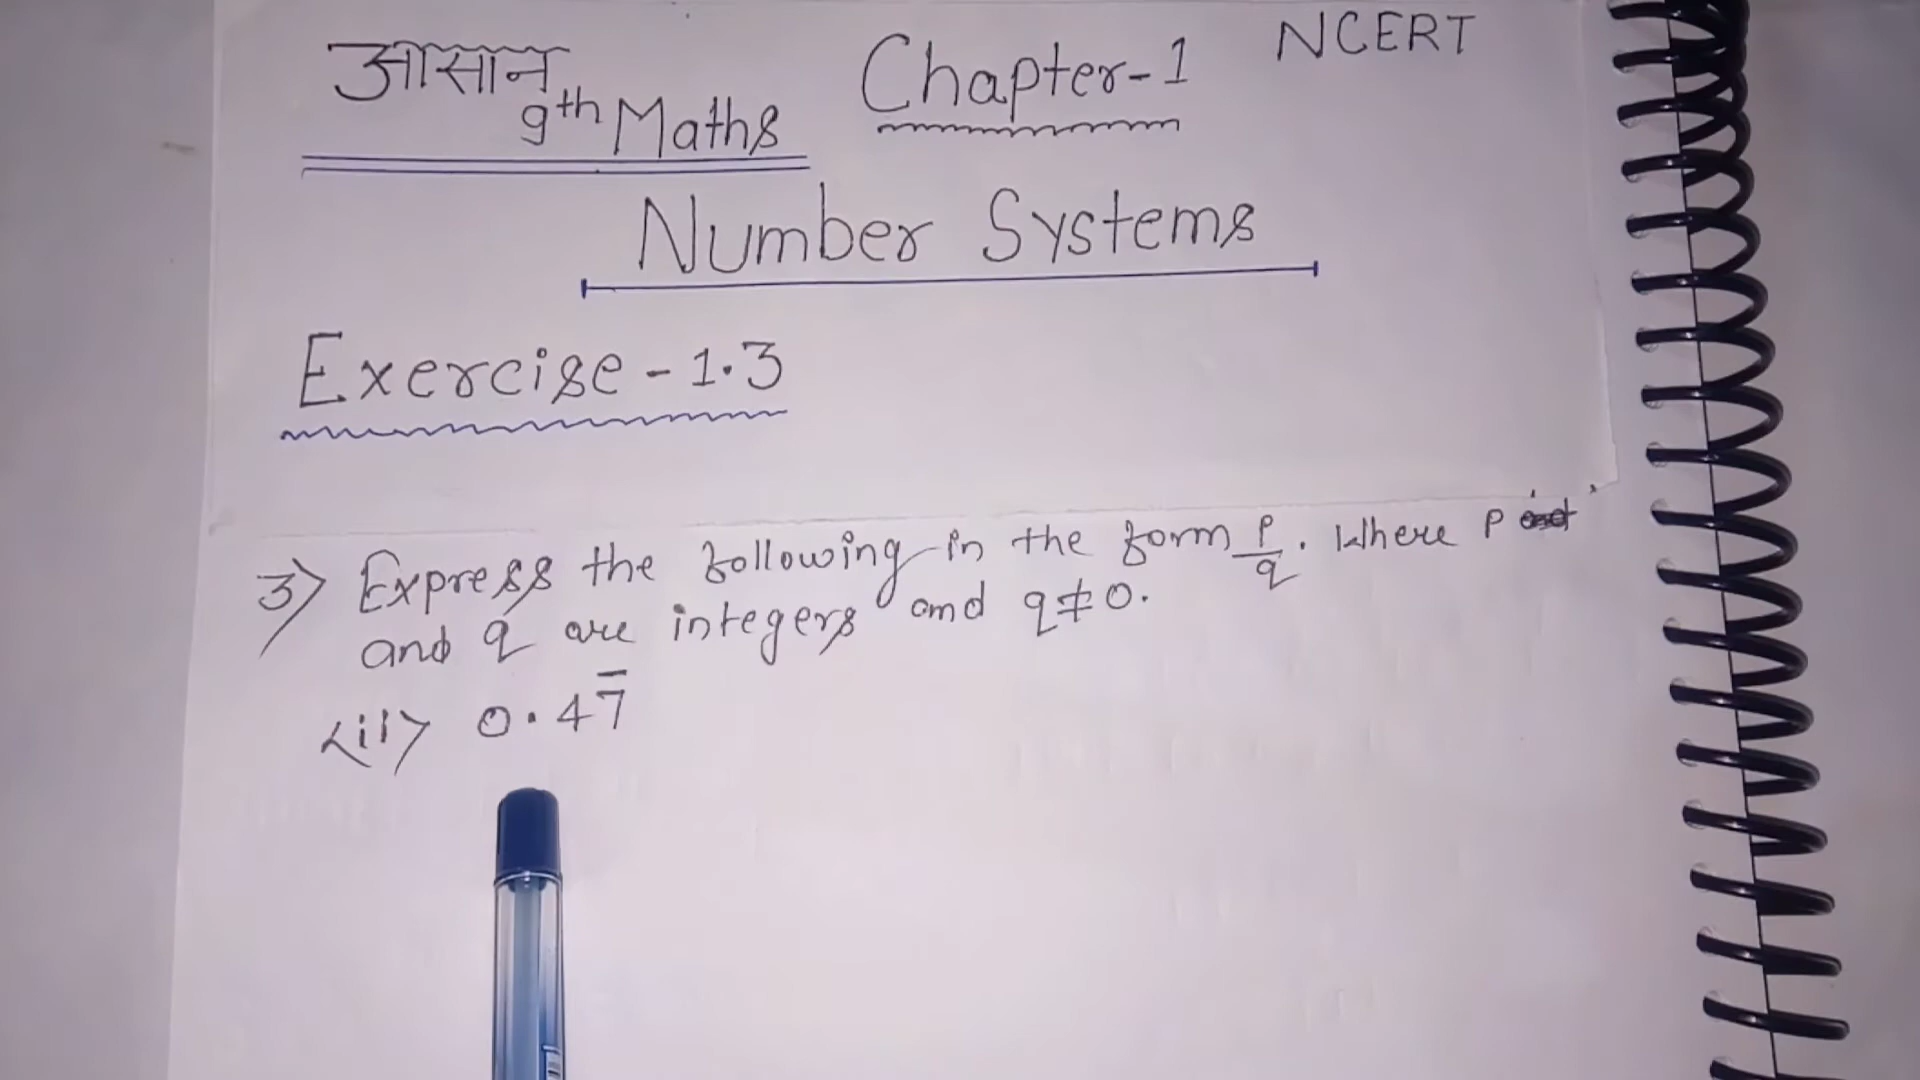 आसान
9th Maths
Chapter-1
NCERT
Number Systems
Exercise-1.3
3) Express the following in the form p/q. Where P
and q are integers and q≠0.
<ii> 0.47̅